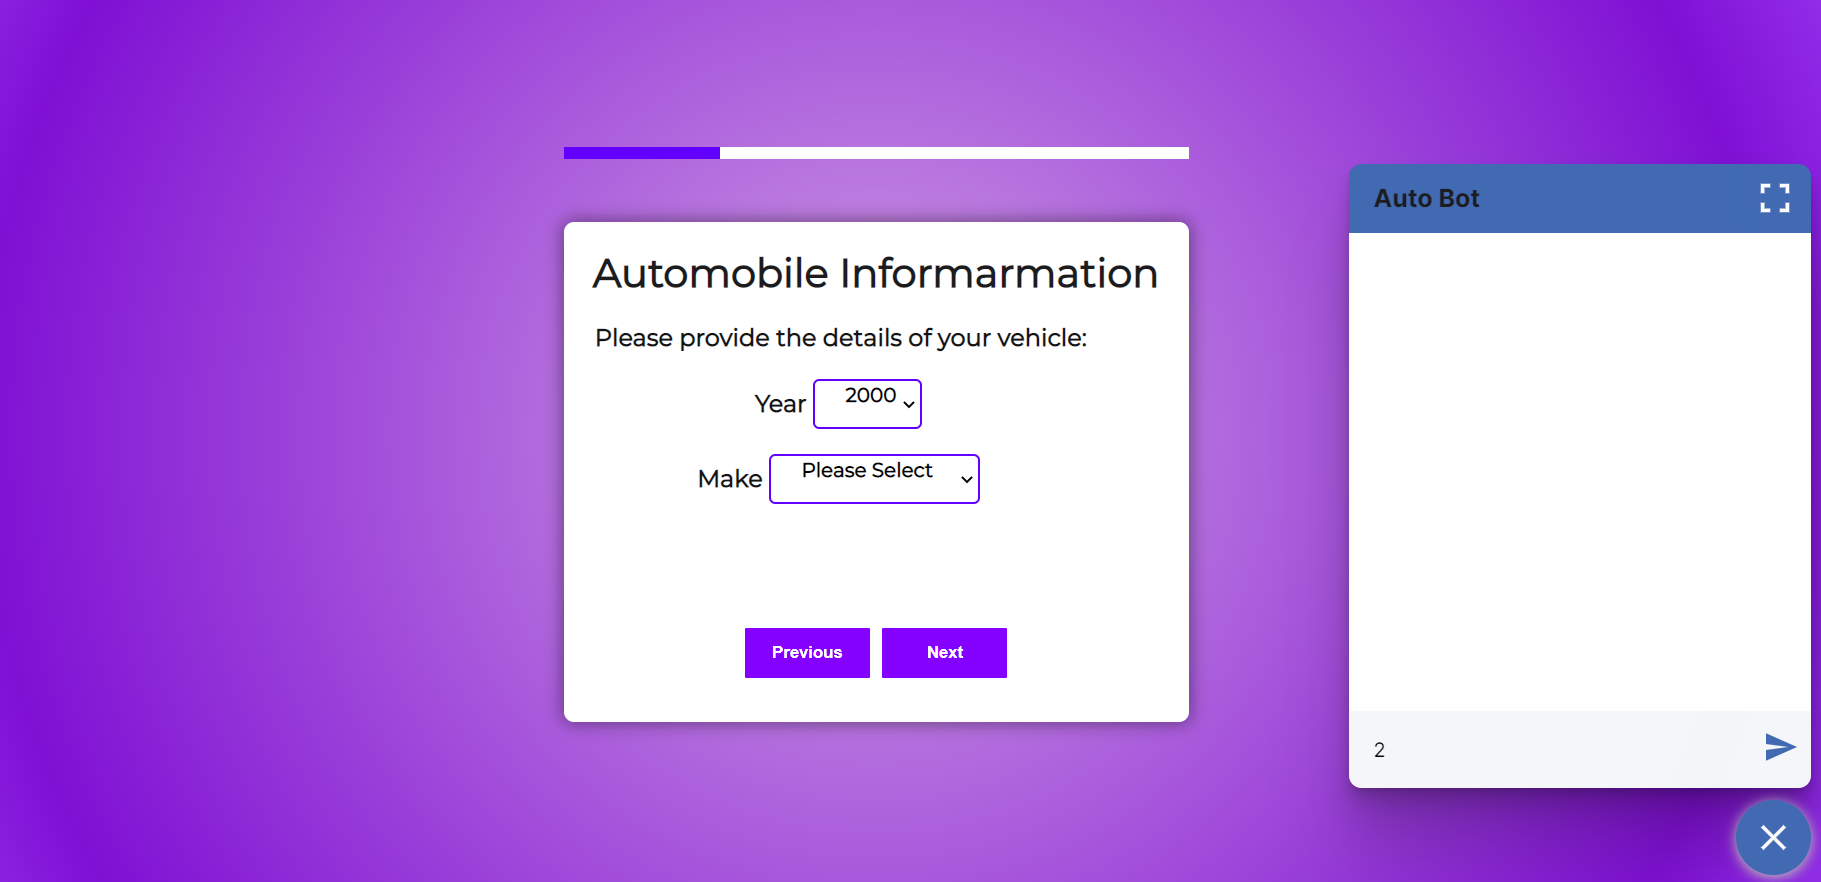 Automobile Informarmation
Please provide the details of your vehicle:
Year 2000
Make Please Select
Previous Next
Auto Bot
2